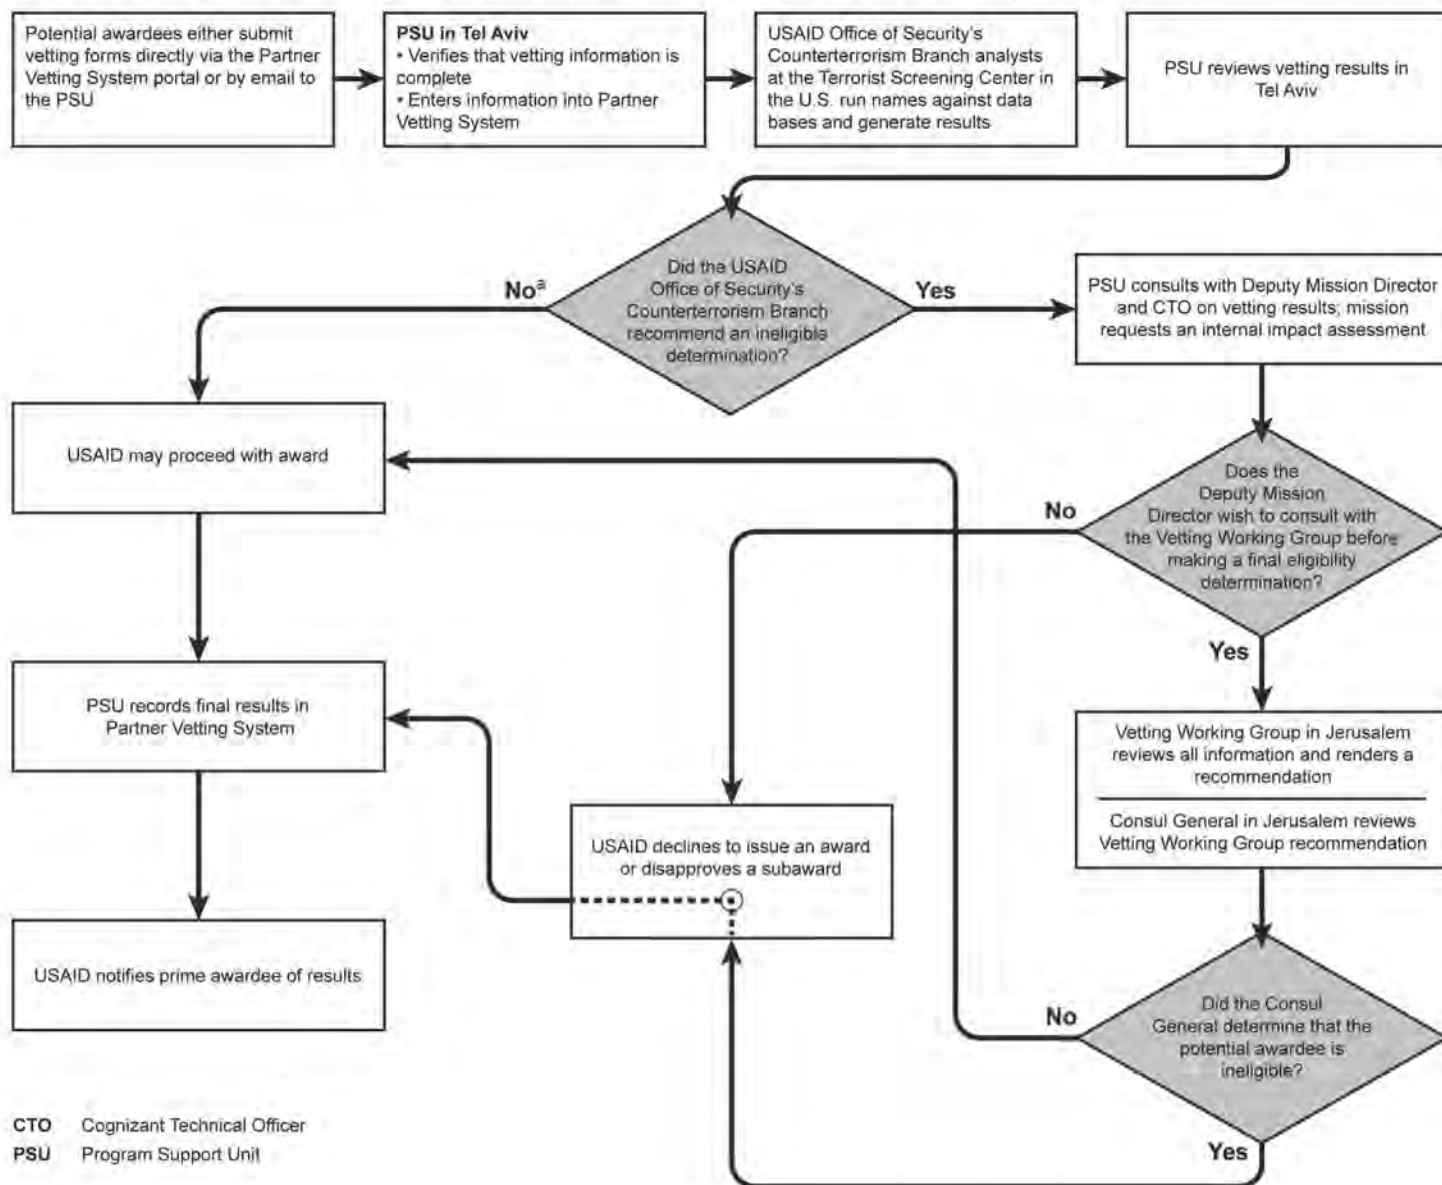 Potential awardees either submit
vetting forms directly via the Partner
Vetting System portal or by email to
the PSU
PSU in Tel Aviv
• Verifies that vetting information is
complete
• Enters information into Partner
Vetting System
USAID Office of Security's
Counterterrorism Branch analysts
at the Terrorist Screening Center in
the U.S. run names against data
bases and generate results
PSU reviews vetting results in
Tel Aviv
Did the USAID
Office of Security's
Counterterrorism Branch
recommend an ineligible
determination?
Noª
Yes
PSU consults with Deputy Mission Director
and CTO on vetting results; mission
requests an internal impact assessment
USAID may proceed with award
Does the
Deputy Mission
Director wish to consult with
the Vetting Working Group before
making a final eligibility
determination?
No
Yes
PSU records final results in
Partner Vetting System
Vetting Working Group in Jerusalem
reviews all information and renders a
recommendation
Consul General in Jerusalem reviews
Vetting Working Group recommendation
USAID declines to issue an award
or disapproves a subaward
USAID notifies prime awardee of results
Did the Consul
General determine that the
potential awardee is
ineligible?
No
Yes
CTO Cognizant Technical Officer
PSU Program Support Unit